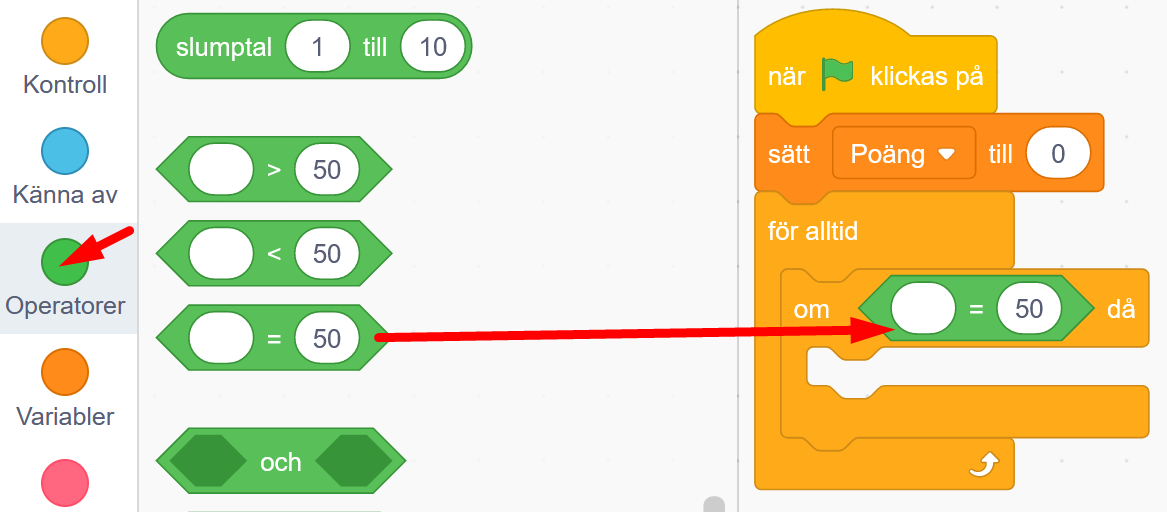 Kontroll
Känna av
Operatorer
Variabler
slumptal 1 till 10
> 50
< 50
= 50
och
när klickas på
sätt Poäng till 0
för alltid
om = 50 då